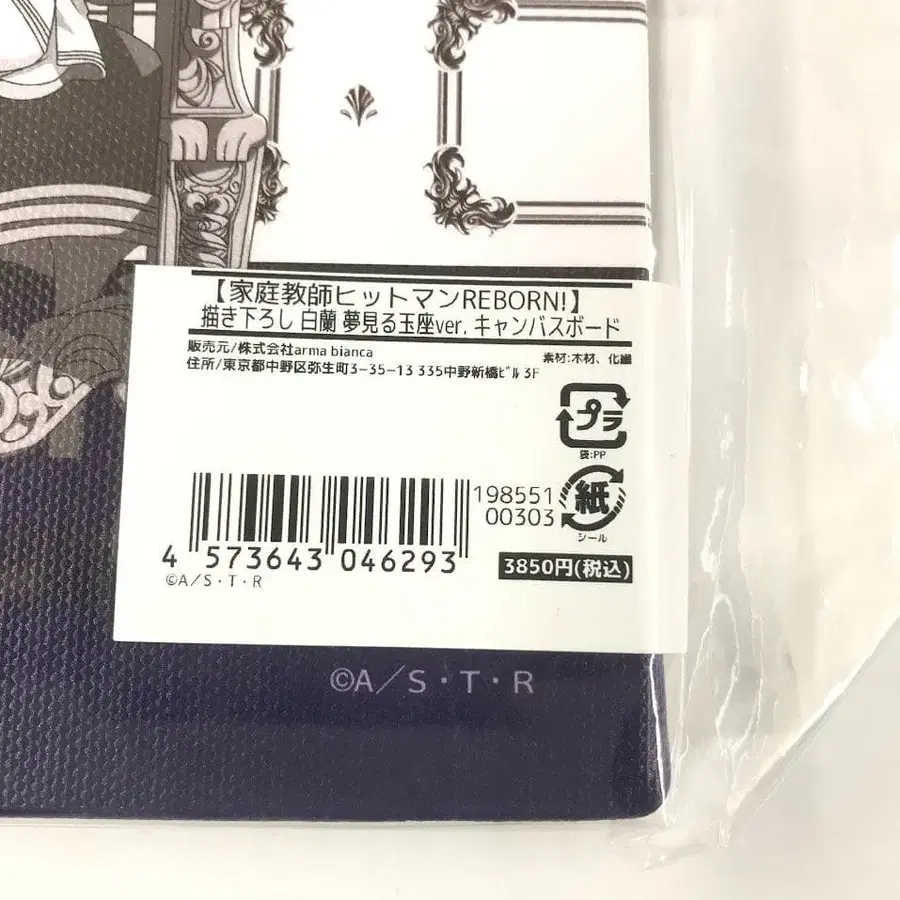 【家庭教師ヒットマンREBORN!】
描き下ろし 白蘭 夢見る玉座ver. キャンバスボード
販売元/株式会社arma bianca
素材:木材、化繊
住所/東京都中野区弥生町3-35-13 335中野新橋ビル 3F
プラ
袋:PP
198551
00303
紙
シール
4 573643 046293
3850円(税込)
©A/S・T・R
©A/S・T・R